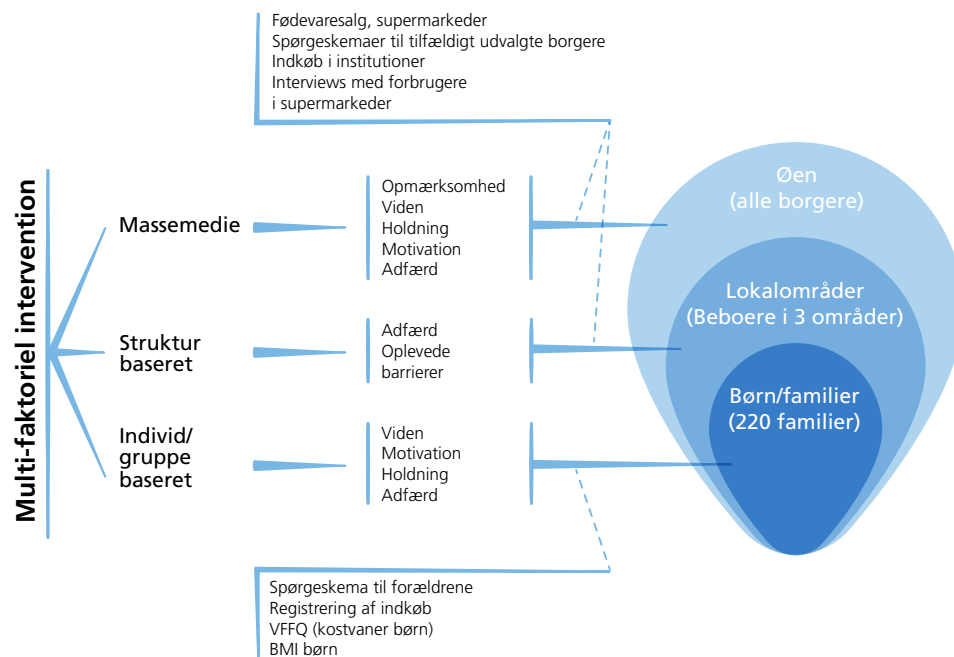 Fødevaresalg, supermarkeder
Spørgeskemaer til tilfældigt udvalgte borgere
Indkøb i institutioner
Interviews med forbrugere
i supermarkeder
Multi-faktoriel intervention
Massemedie
Opmærksomhed
Viden
Holdning
Motivation
Adfærd
Øen
(alle borgere)
Struktur
baseret
Adfærd
Oplevede
barrierer
Lokalområder
(Beboere i 3 områder)
Individ/
gruppe
baseret
Viden
Motivation
Holdning
Adfærd
Børn/familier
(220 familier)
Spørgeskema til forældrene
Registrering af indkøb
VFFQ (kostvaner børn)
BMI børn